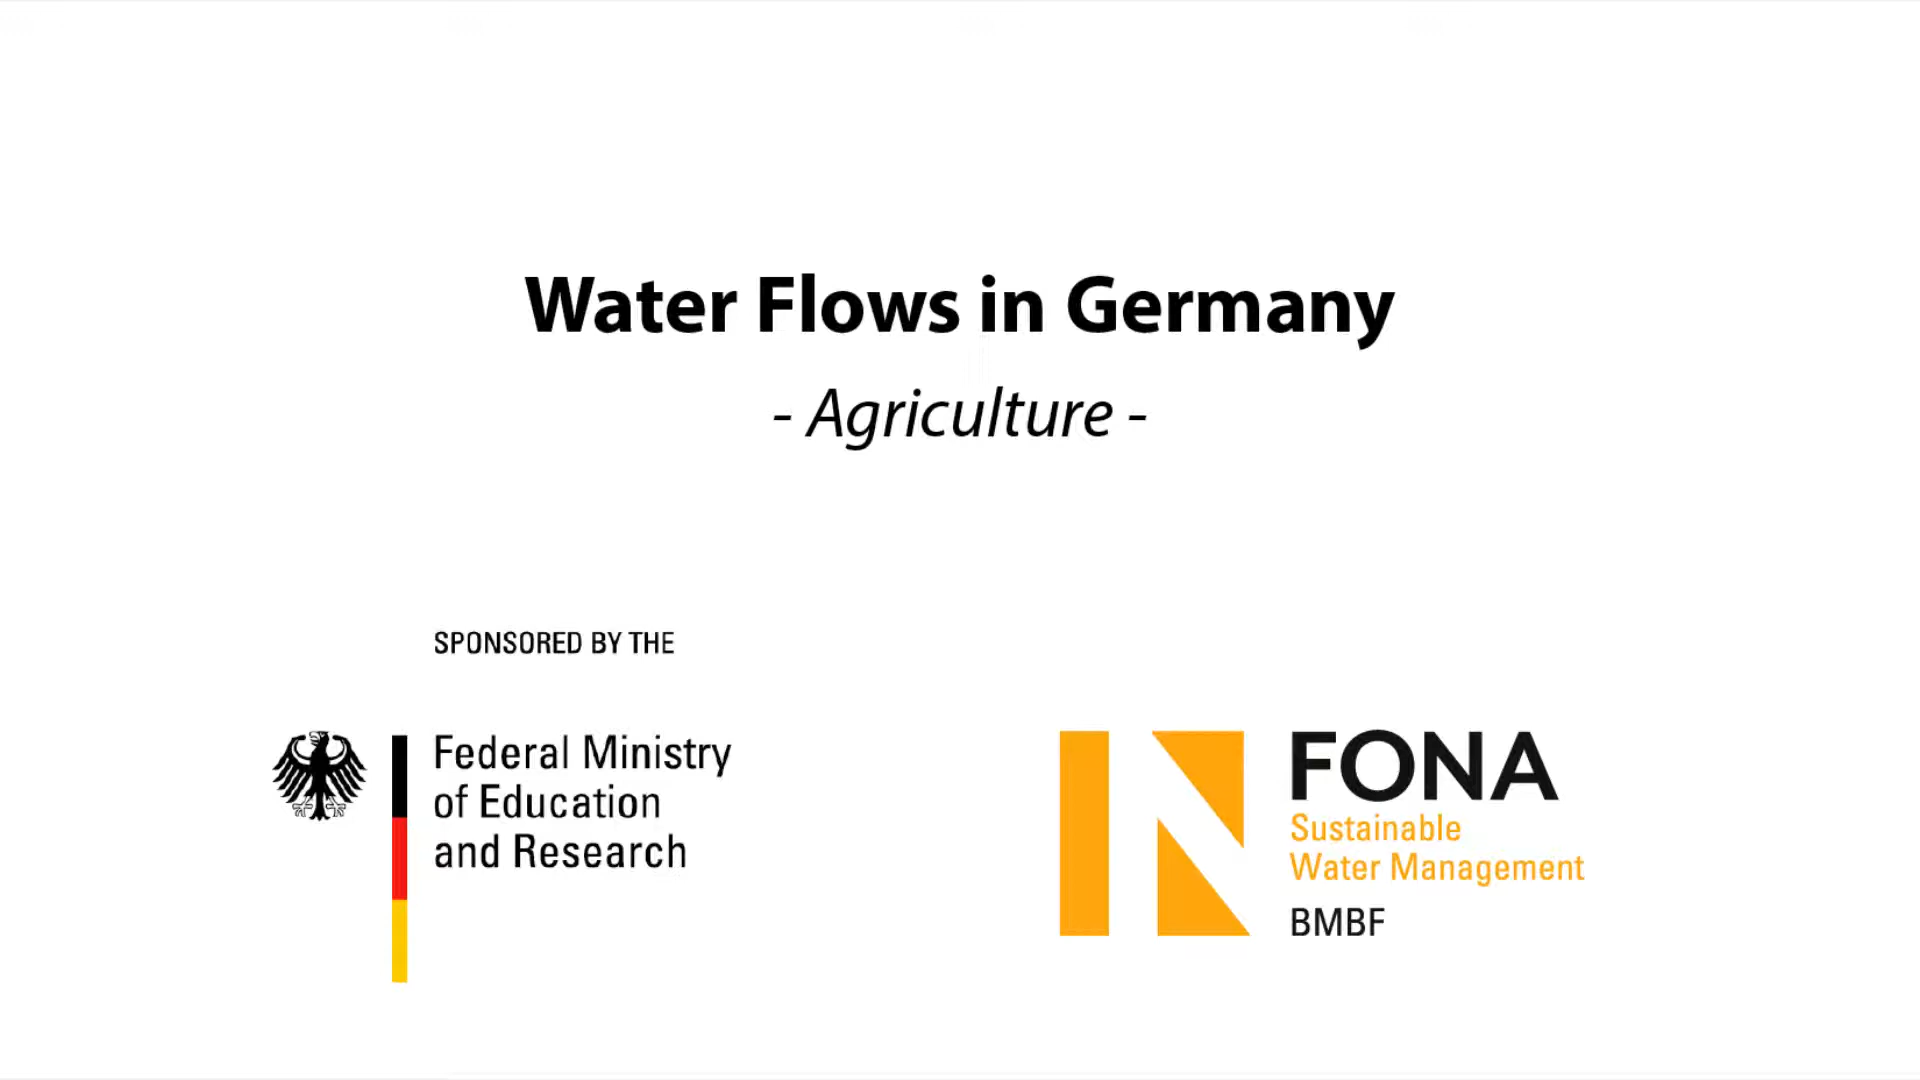 Water Flows in Germany
- Agriculture -
SPONSORED BY THE
Federal Ministry
of Education
and Research
FONA
Sustainable
Water Management
BMBF